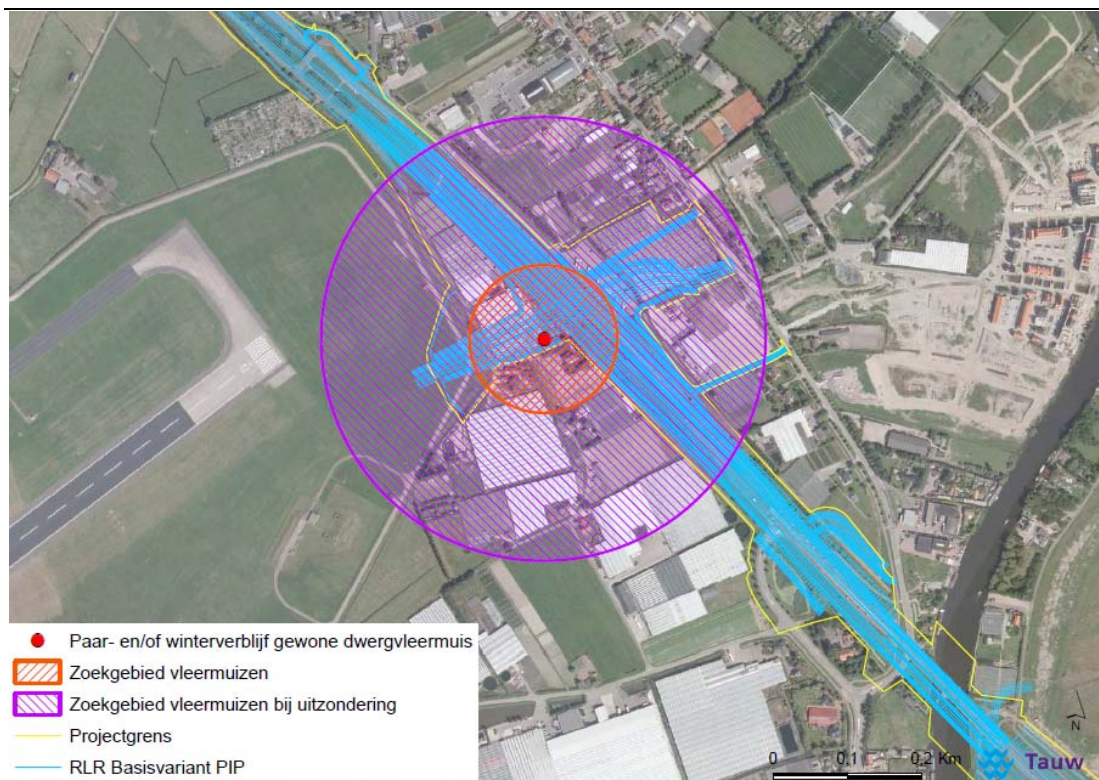 Paar- en/of winterverblijf gewone dwergvleermuis
Zoekgebied vleermuizen
Zoekgebied vleermuizen bij uitzondering
Projectgrens
RLR Basisvariant PIP
0 0,1 0,2 Km
N
Tauw